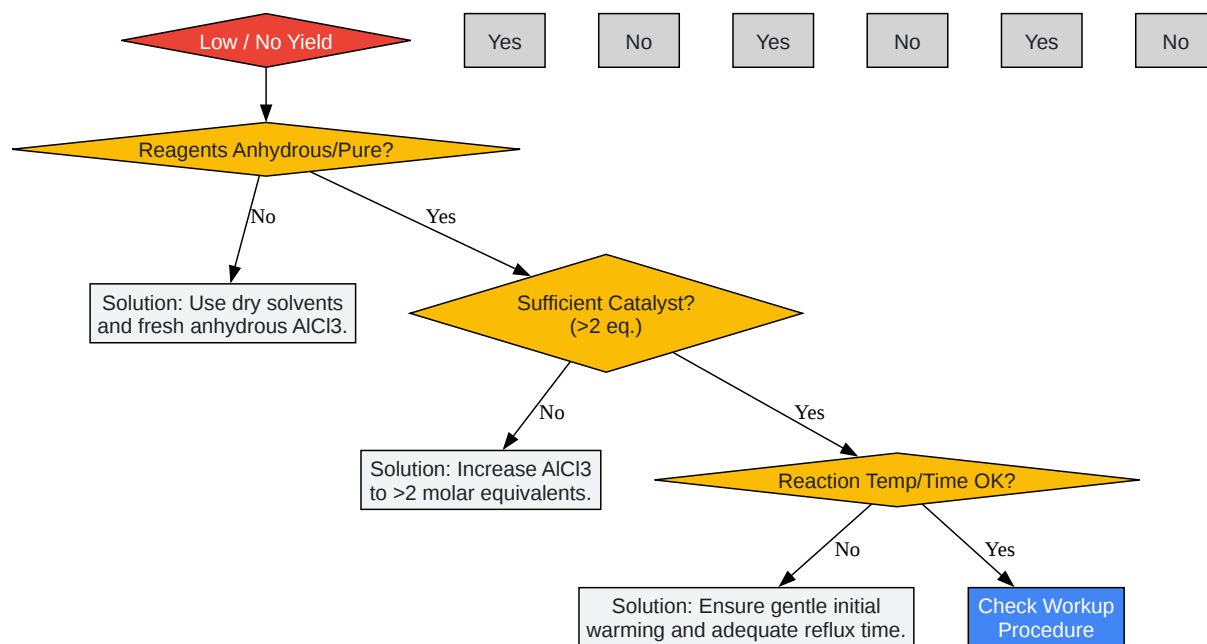 Low / No Yield
Yes
No
Yes
No
Yes
No
Reagents Anhydrous/Pure?
No
Yes
Solution: Use dry solvents
and fresh anhydrous AlCl3.
Sufficient Catalyst?
(>2 eq.)
No
Yes
Solution: Increase AlCl3
to >2 molar equivalents.
Reaction Temp/Time OK?
No
Yes
Solution: Ensure gentle initial
warming and adequate reflux time.
Check Workup
Procedure